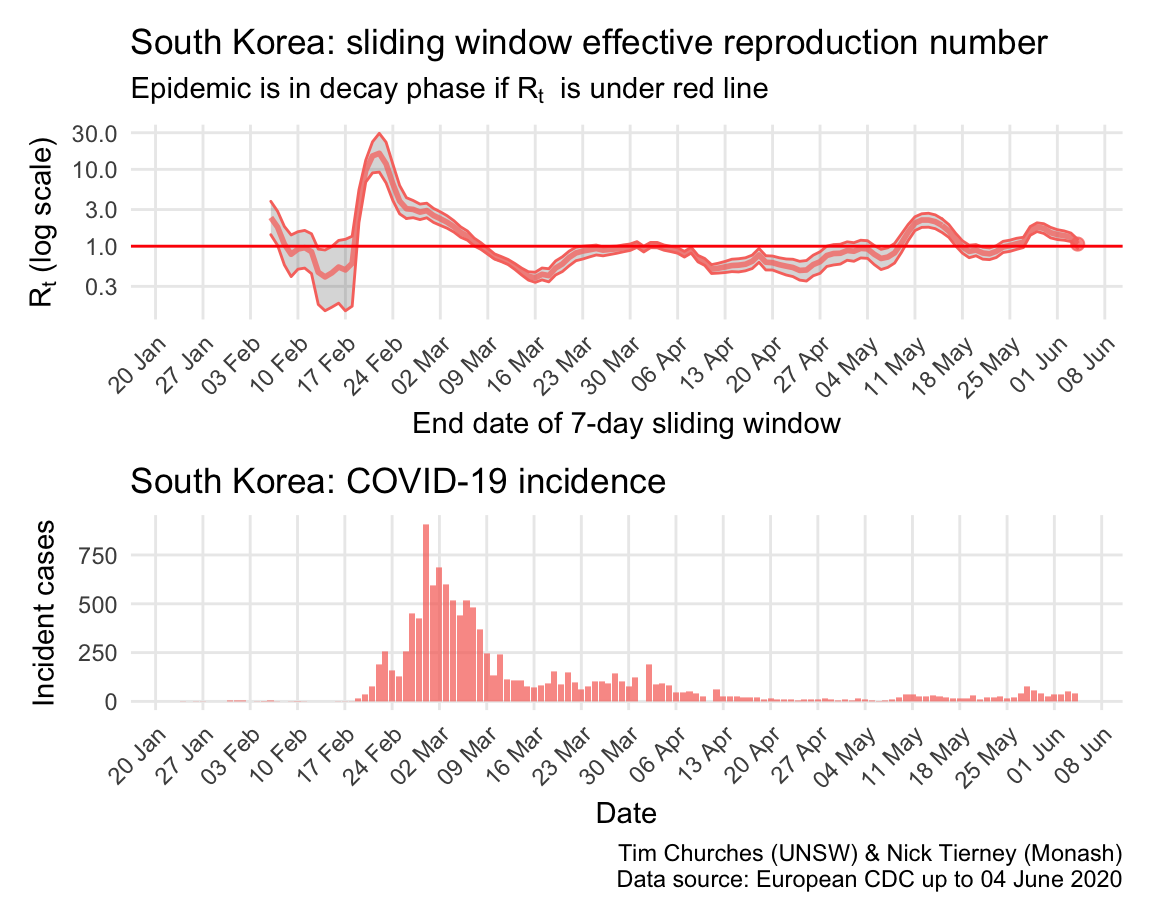 South Korea: sliding window effective reproduction number
Epidemic is in decay phase if Rt is under red line
Rt (log scale)
30.0
10.0
3.0
1.0
0.3
20 Jan
27 Jan
03 Feb
10 Feb
17 Feb
24 Feb
02 Mar
09 Mar
16 Mar
23 Mar
30 Mar
06 Apr
13 Apr
20 Apr
27 Apr
04 May
11 May
18 May
25 May
01 Jun
08 Jun
End date of 7-day sliding window
South Korea: COVID-19 incidence
Incident cases
750
500
250
0
20 Jan
27 Jan
03 Feb
10 Feb
17 Feb
24 Feb
02 Mar
09 Mar
16 Mar
23 Mar
30 Mar
06 Apr
13 Apr
20 Apr
27 Apr
04 May
11 May
18 May
25 May
01 Jun
08 Jun
Date
Tim Churches (UNSW) & Nick Tierney (Monash)
Data source: European CDC up to 04 June 2020